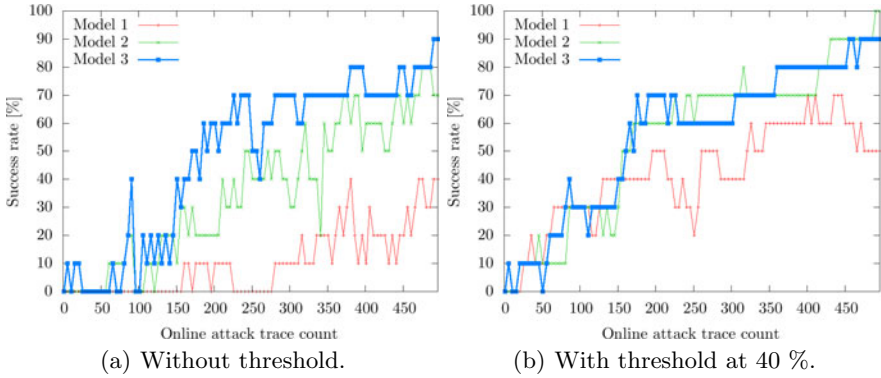 Success rate [%]
100
90
80
70
60
50
40
30
20
10
0
Model 1
Model 2
Model 3
0 50 100 150 200 250 300 350 400 450
Online attack trace count
(a) Without threshold.
Success rate [%]
100
90
80
70
60
50
40
30
20
10
0
Model 1
Model 2
Model 3
0 50 100 150 200 250 300 350 400 450
Online attack trace count
(b) With threshold at 40 %.